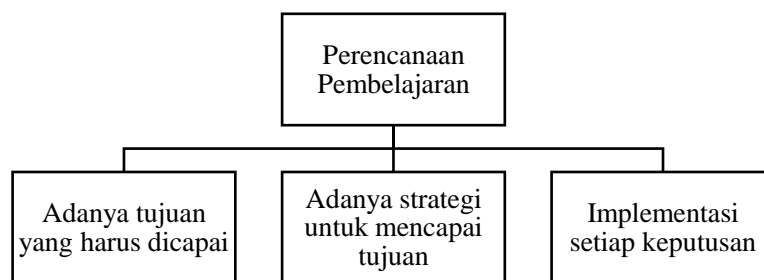 Perencanaan
Pembelajaran
Adanya tujuan
yang harus dicapai
Adanya strategi
untuk mencapai
tujuan
Implementasi
setiap keputusan